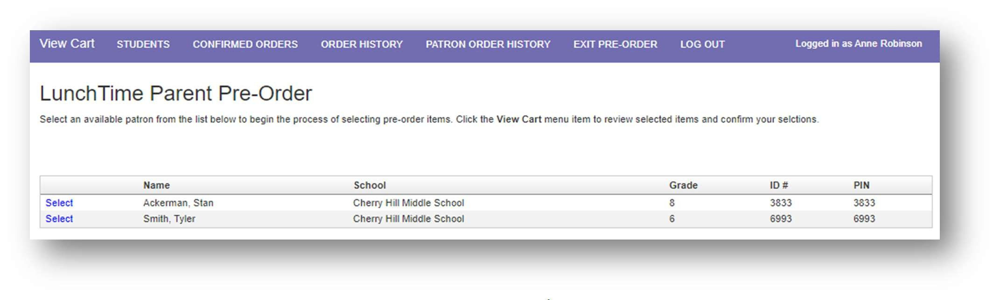 View Cart STUDENTS CONFIRMED ORDERS ORDER HISTORY PATRON ORDER HISTORY EXIT PRE-ORDER LOG OUT Logged in as Anne Robinson
LunchTime Parent Pre-Order
Select an available patron from the list below to begin the process of selecting pre-order items. Click the View Cart menu item to review selected items and confirm your selctions.
Name School Grade ID # PIN
Select Ackerman, Stan Cherry Hill Middle School 8 3833 3833
Select Smith, Tyler Cherry Hill Middle School 6 6993 6993